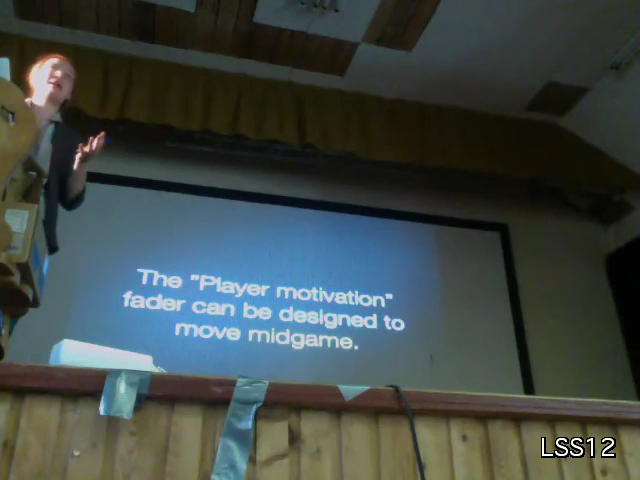 The "Player motivation"
fader can be designed to
move midgame.
LSS12